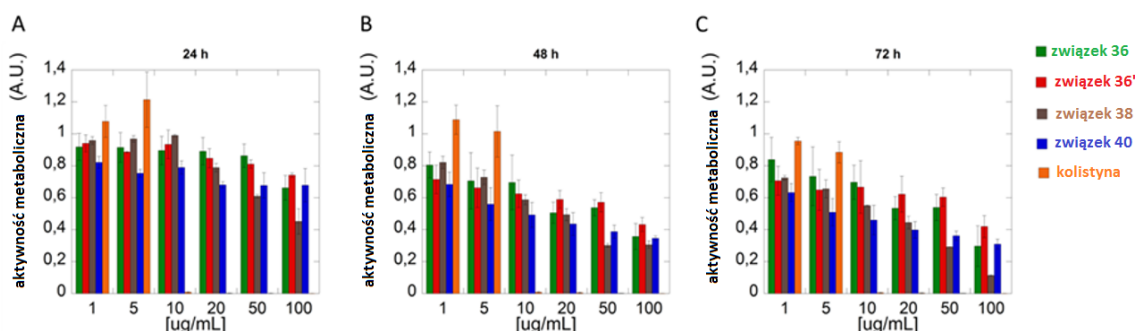 A
24 h
aktywność metaboliczna (A.U.)
1,4
1,2
1
0,8
0,6
0,4
0,2
0
1 5 10 20 50 100
[ug/mL]
B
48 h
aktywność metaboliczna (A.U.)
1,4
1,2
1
0,8
0,6
0,4
0,2
0
1 5 10 20 50 100
[ug/mL]
C
72 h
aktywność metaboliczna (A.U.)
1,4
1,2
1
0,8
0,6
0,4
0,2
0
1 5 10 20 50 100
[ug/mL]
związek 36
związek 36'
związek 38
związek 40
kolistyna